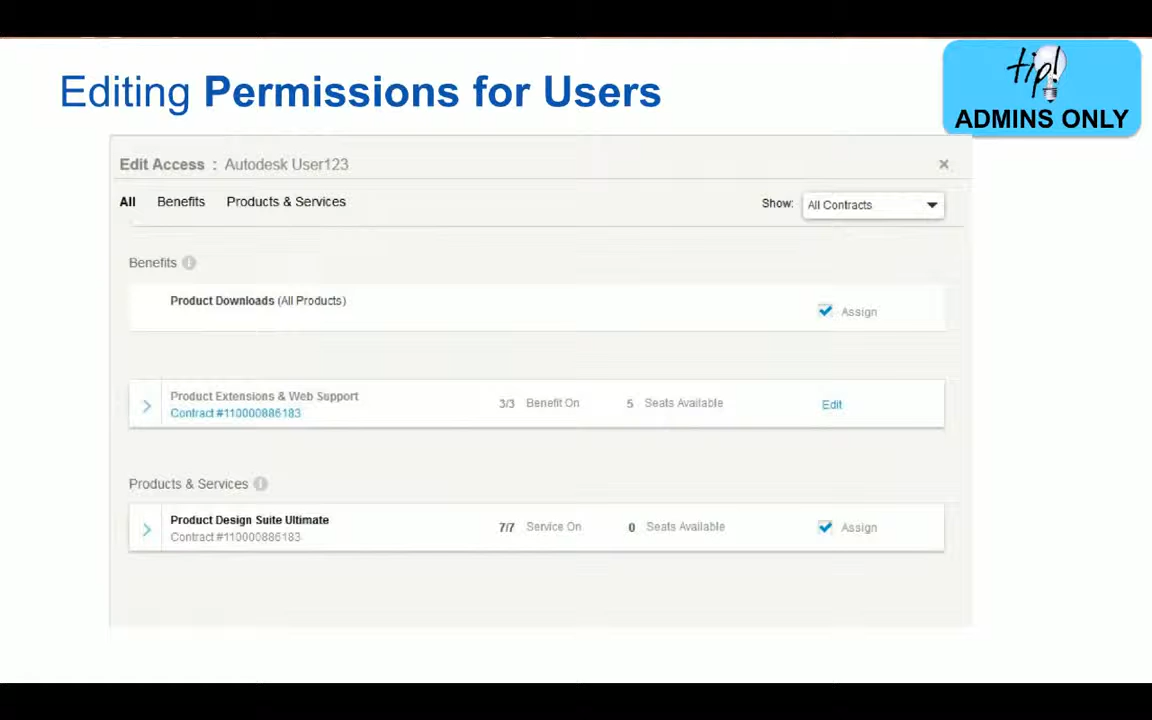 Editing Permissions for Users
tip!
ADMINS ONLY
Edit Access : Autodesk User123
All Benefits Products & Services
Show: All Contracts
Benefits
Product Downloads (All Products)
Assign
Product Extensions & Web Support
Contract #110000886183
3/3 Benefit On 5 Seats Available Edit
Products & Services
Product Design Suite Ultimate
Contract #110000886183
7/7 Service On 0 Seats Available Assign